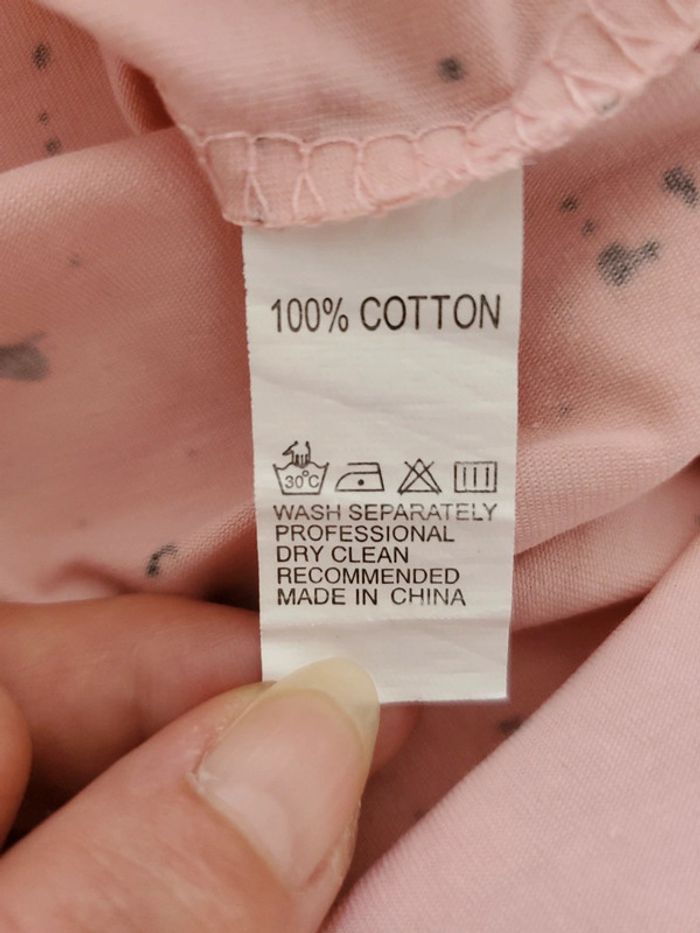 100% COTTON
30°C
WASH SEPARATELY
PROFESSIONAL
DRY CLEAN
RECOMMENDED
MADE IN CHINA